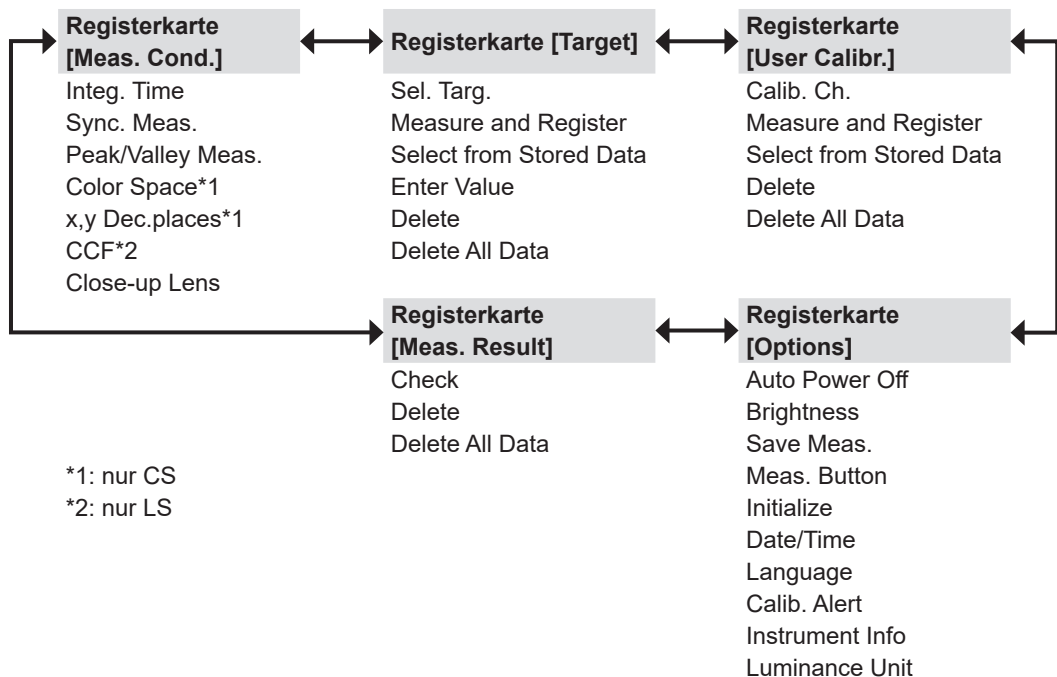 Registerkarte
[Meas. Cond.]
Integ. Time
Sync. Meas.
Peak/Valley Meas.
Color Space*1
x,y Dec.places*1
CCF*2
Close-up Lens
Registerkarte [Target]
Sel. Targ.
Measure and Register
Select from Stored Data
Enter Value
Delete
Delete All Data
Registerkarte
[User Calibr.]
Calib. Ch.
Measure and Register
Select from Stored Data
Delete
Delete All Data
Registerkarte
[Meas. Result]
Check
Delete
Delete All Data
Registerkarte
[Options]
Auto Power Off
Brightness
Save Meas.
Meas. Button
Initialize
Date/Time
Language
Calib. Alert
Instrument Info
Luminance Unit
*1: nur CS
*2: nur LS